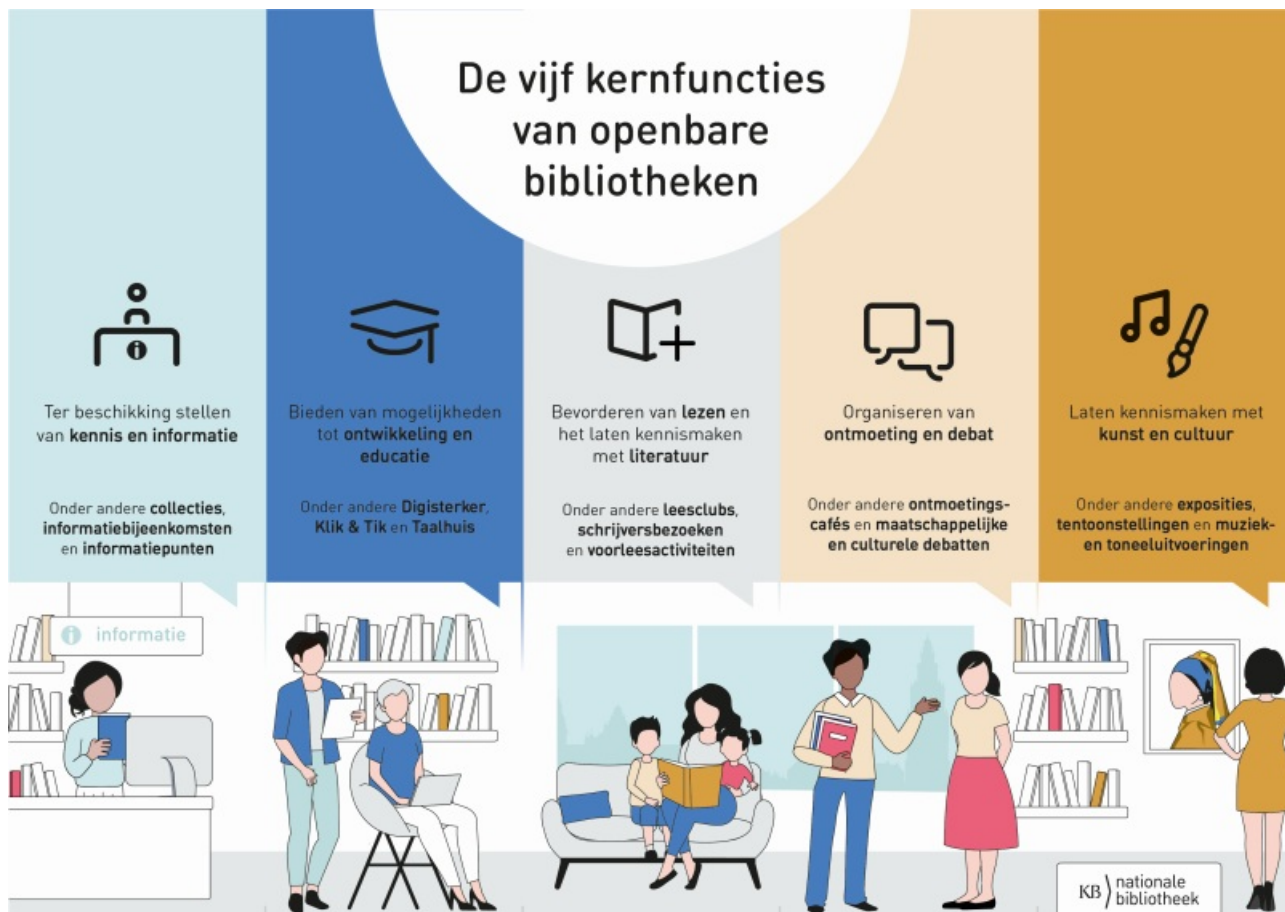 De vijf kernfuncties
van openbare
bibliotheken
Ter beschikking stellen
van kennis en informatie
Onder andere collecties,
informatiebijeenkomsten
en informatiepunten
Bieden van mogelijkheden
tot ontwikkeling en
educatie
Onder andere Digisterker,
Klik & Tik en Taalhuis
Bevorderen van lezen en
het laten kennismaken
met literatuur
Onder andere leesclubs,
schrijversbezoeken
en voorleesactiviteiten
Organiseren van
ontmoeting en debat
Onder andere ontmoetings-
cafés en maatschappelijke
en culturele debatten
Laten kennismaken met
kunst en cultuur
Onder andere exposities,
tentoonstellingen en muziek-
en toneeluitvoeringen
i informatie
KB nationale
bibliotheek